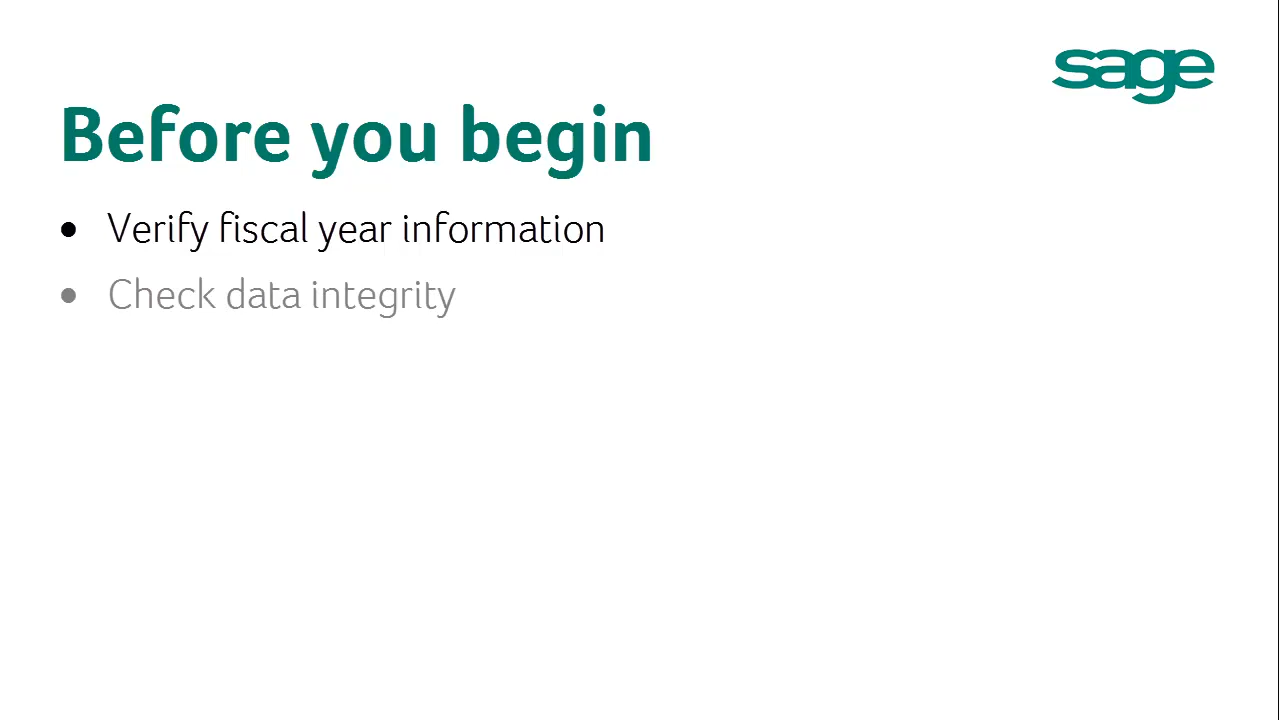 sage
Before you begin
• Verify fiscal year information
• Check data integrity